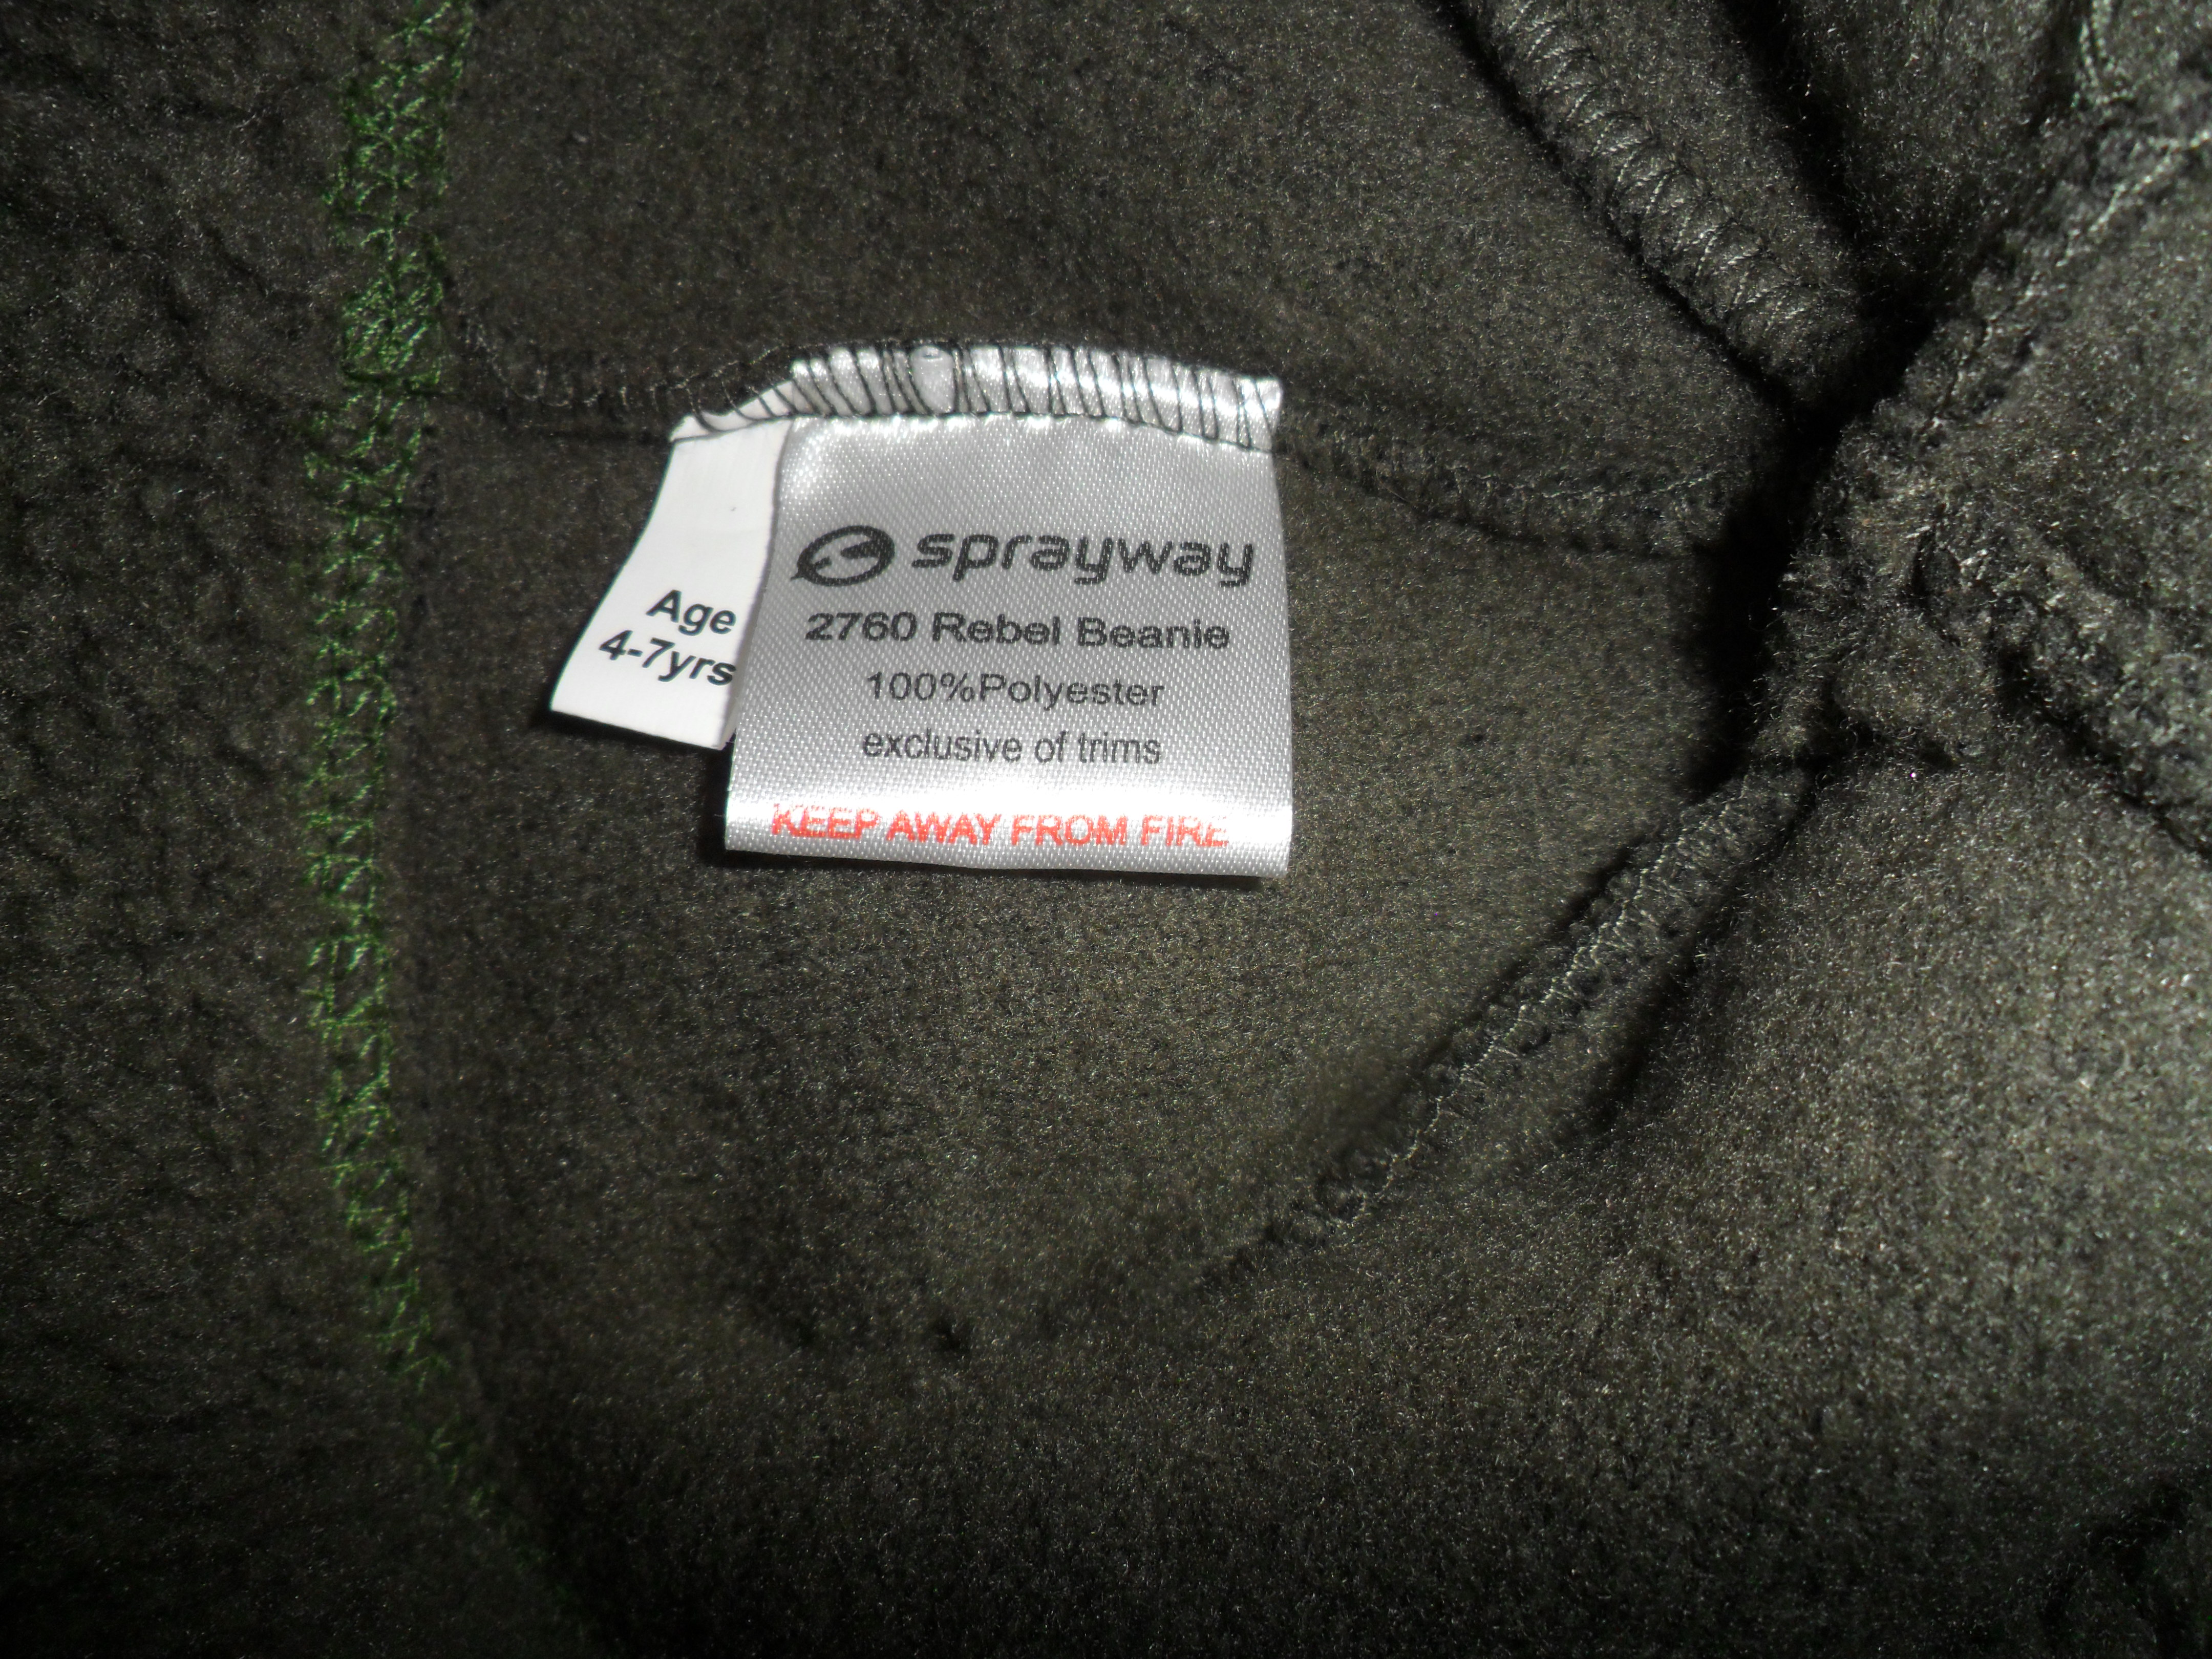 Age
4-7yrs
sprayway
2760 Rebel Beanie
100%Polyester
exclusive of trims
KEEP AWAY FROM FIRE